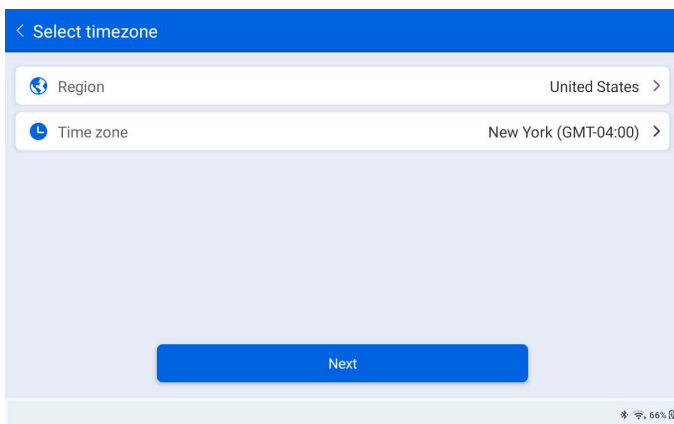 Select timezone
Region United States
Time zone New York (GMT-04:00)
Next
66%